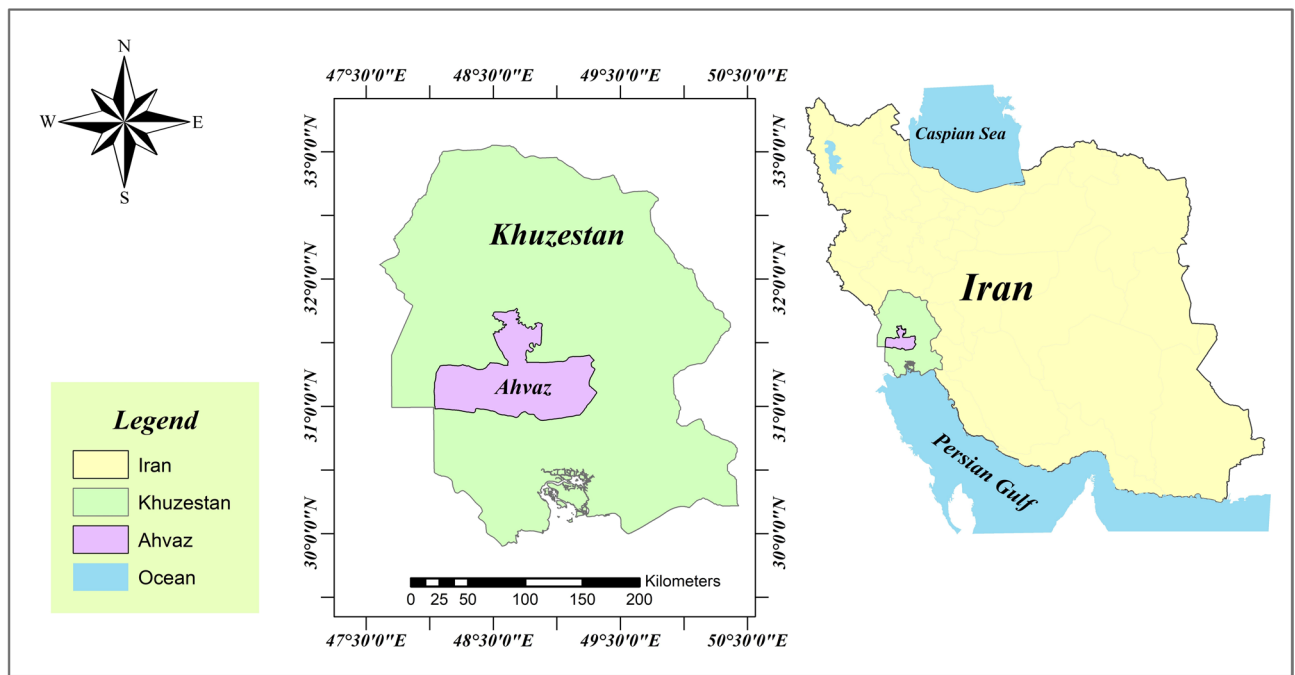 N
W E
S
47°30'0"E 48°30'0"E 49°30'0"E 50°30'0"E
33°0'0"N
32°0'0"N
31°0'0"N
30°0'0"N
Khuzestan
Ahvaz
0 25 50 100 150 200
Kilometers
47°30'0"E 48°30'0"E 49°30'0"E 50°30'0"E
33°0'0"N
32°0'0"N
31°0'0"N
30°0'0"N
Caspian Sea
Iran
Persian Gulf
Legend
Iran
Khuzestan
Ahvaz
Ocean